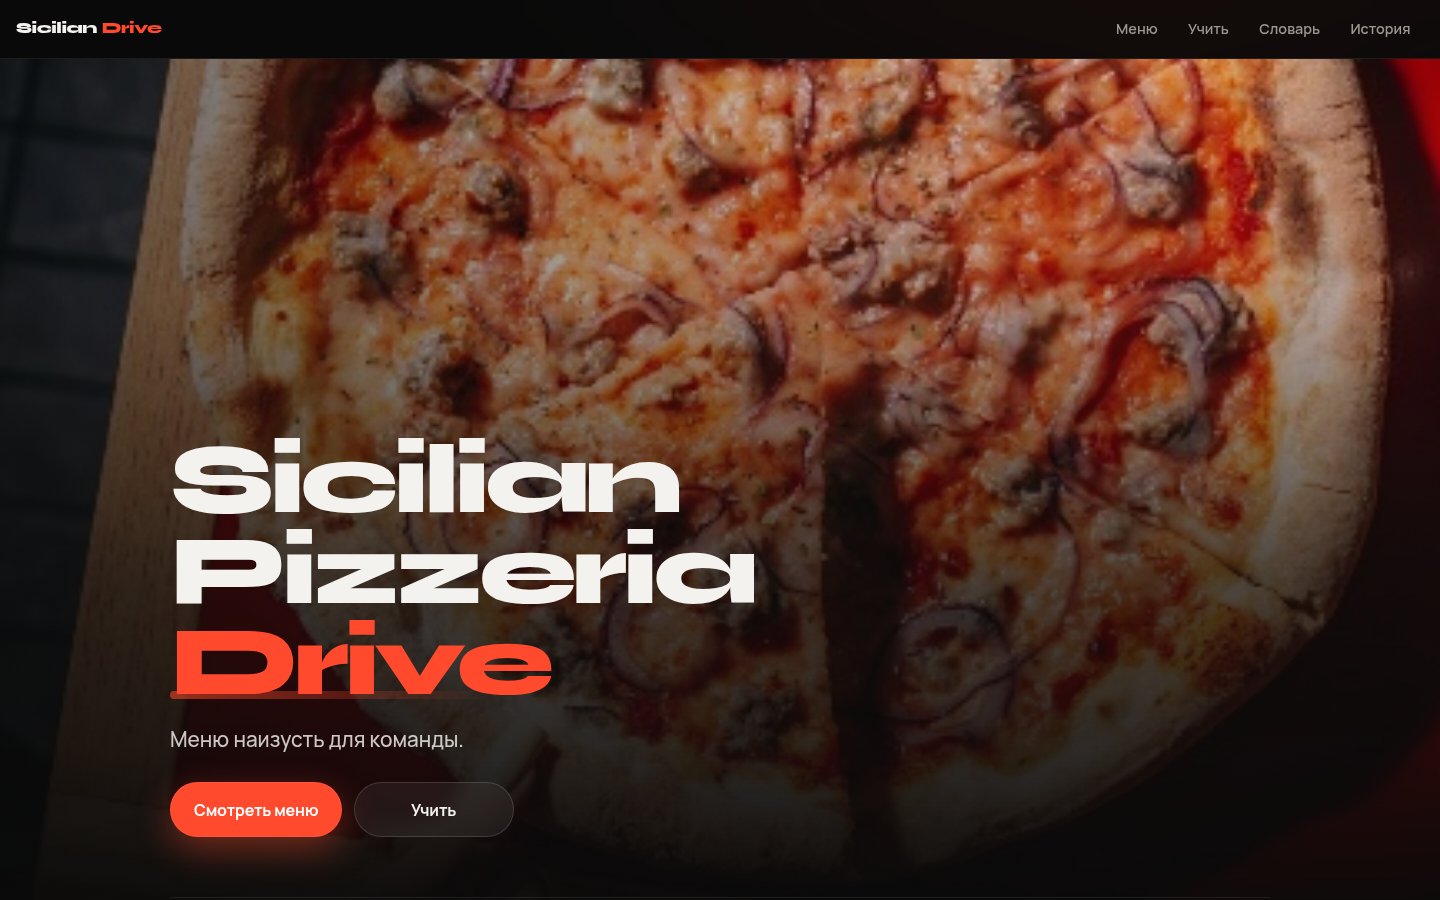 Sicilian Drive
Меню
Учить
Словарь
История
Sicilian
Pizzeria
Drive
Меню наизусть для команды.
Смотреть меню
Учить